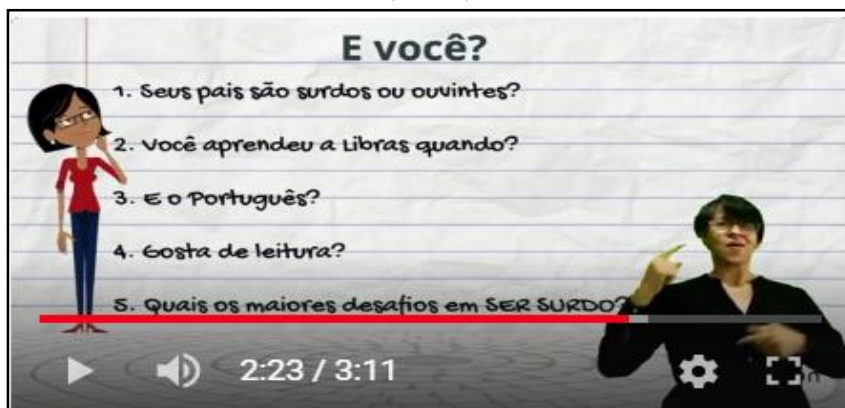 E você?
1. Seus pais são surdos ou ouvintes?
2. Você aprendeu a Libras quando?
3. E o Português?
4. Gosta de leitura?
5. Quais os maiores desafios em SER SURDO?
2:23 / 3:11